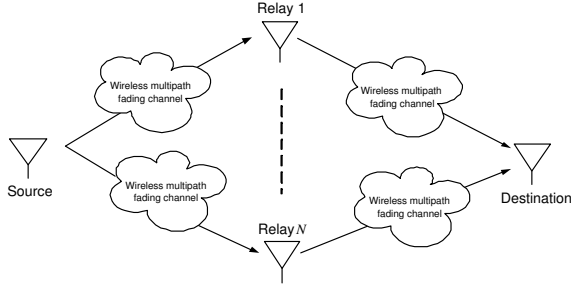 Relay 1
Wireless multipath
fading channel
Wireless multipath
fading channel
Source
Wireless multipath
fading channel
Wireless multipath
fading channel
Destination
Relay N